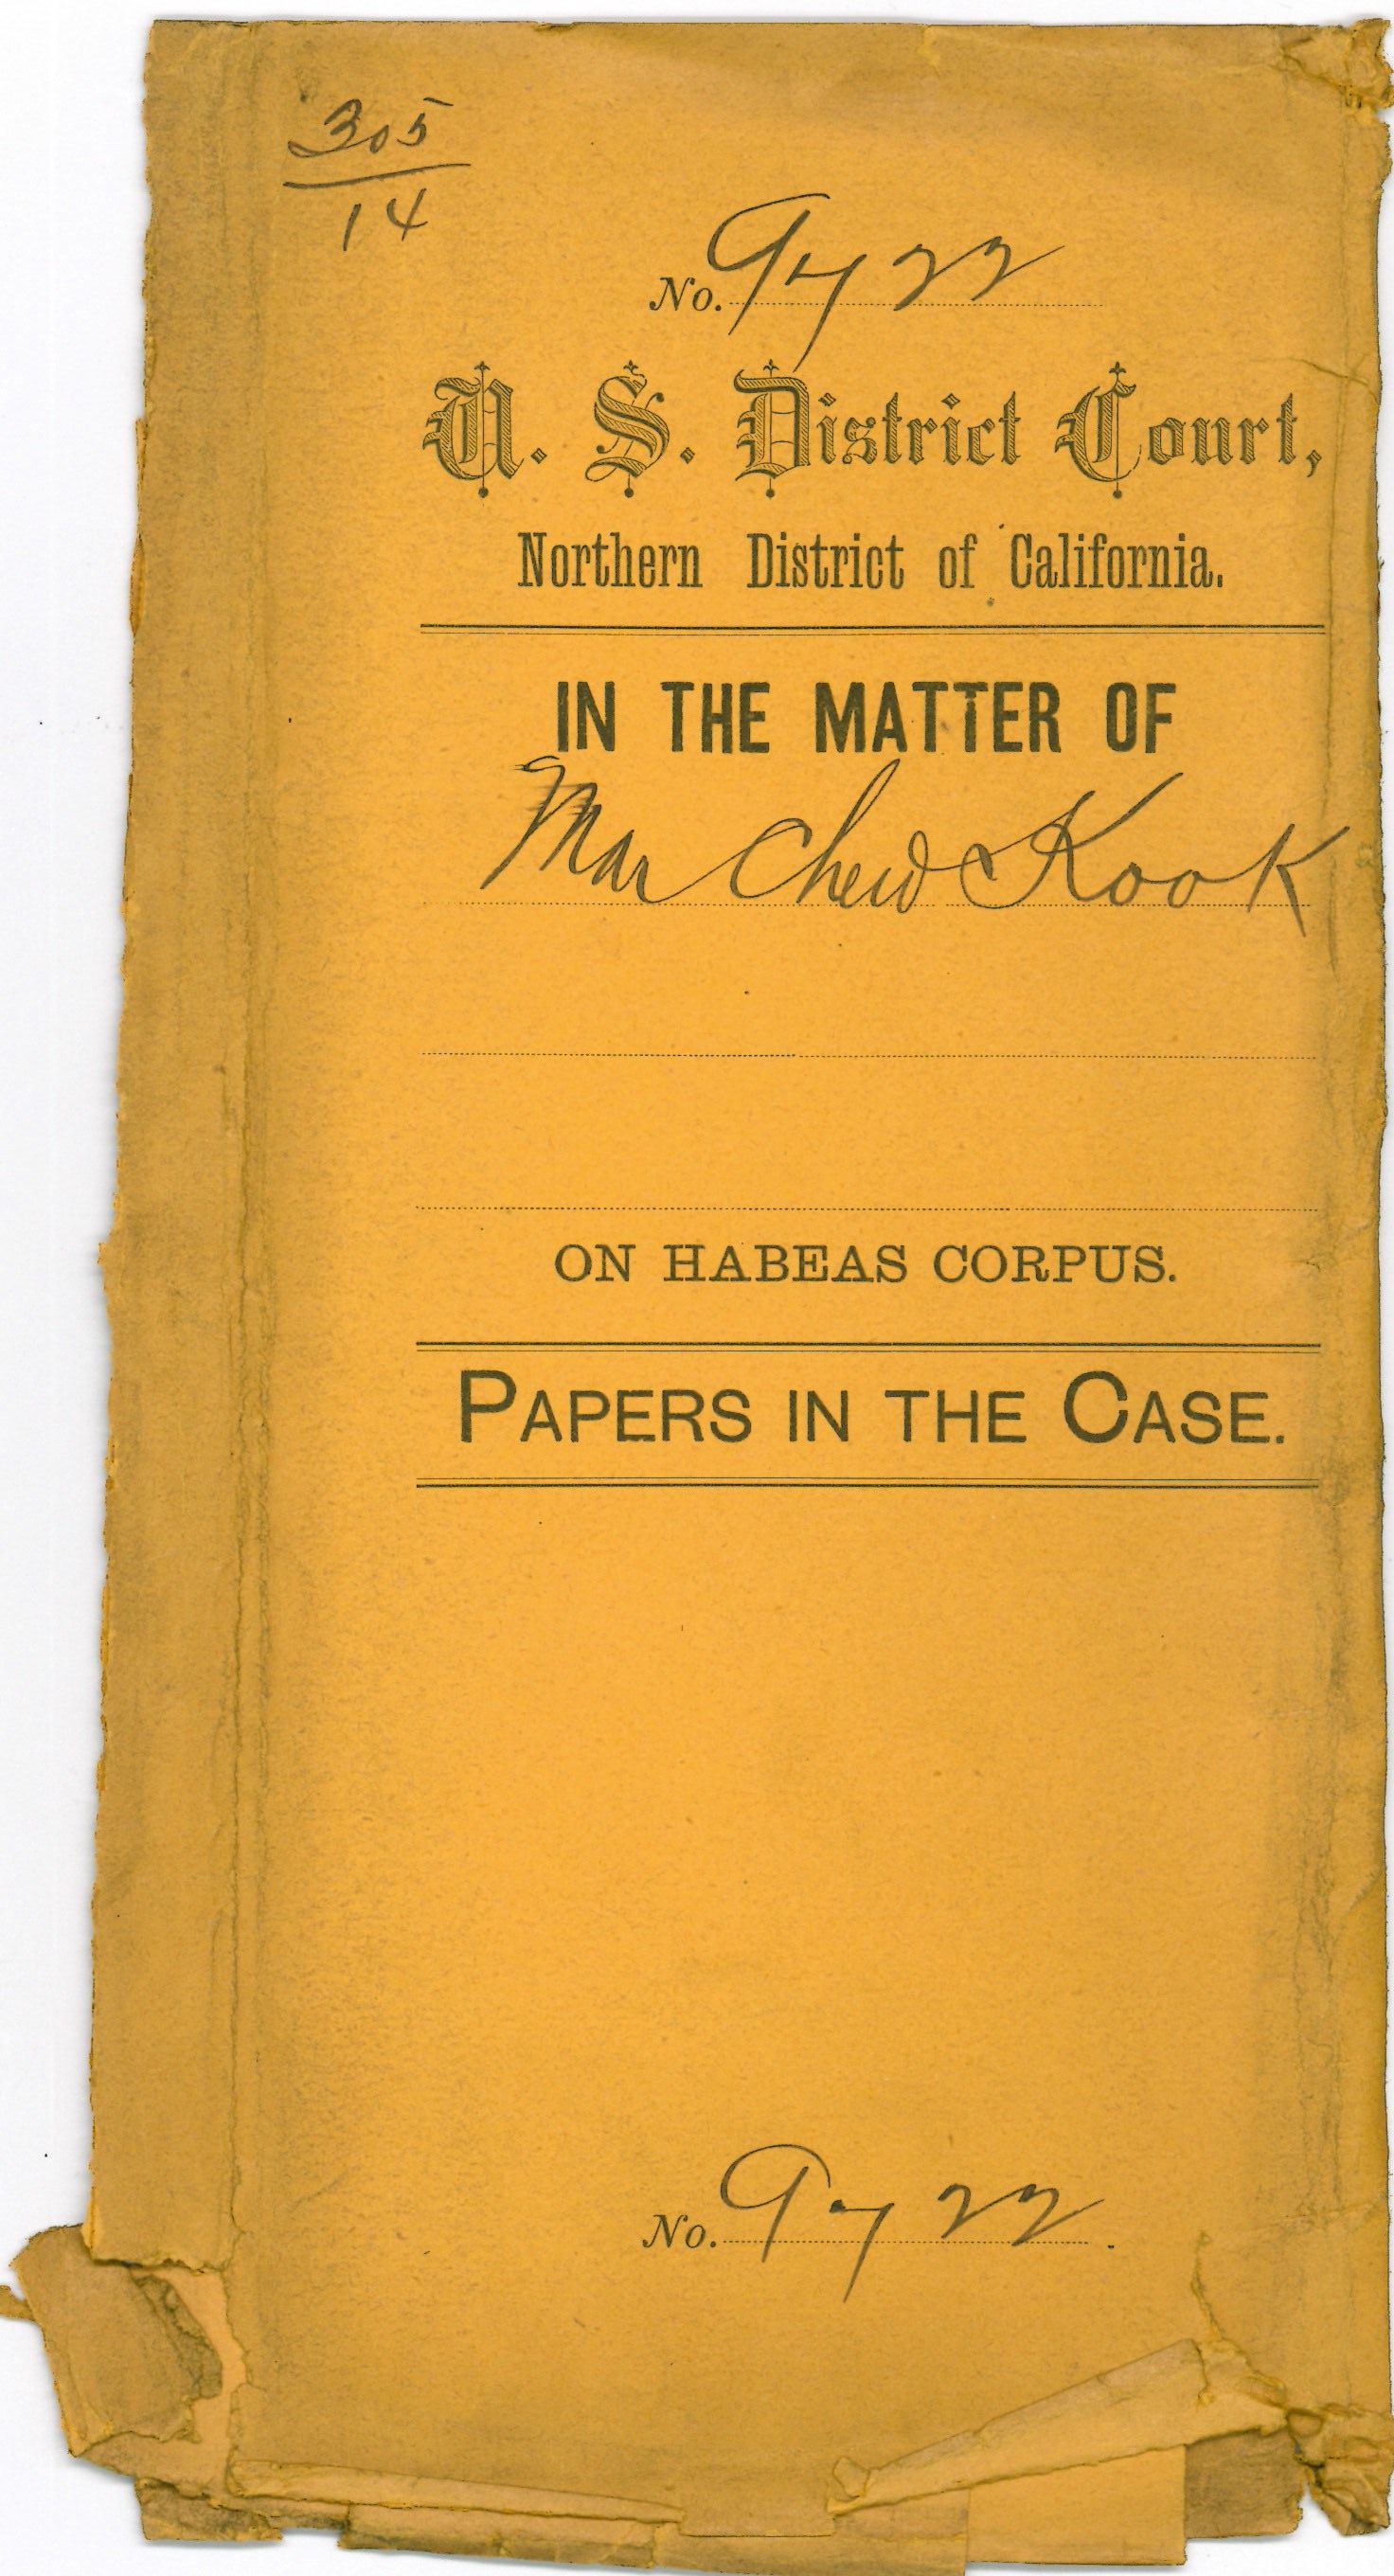 305
14
No. 9722
U. S. District Court,
Northern District of California.
IN THE MATTER OF
Mar Chew Kook
ON HABEAS CORPUS.
PAPERS IN THE CASE.
No. 9722